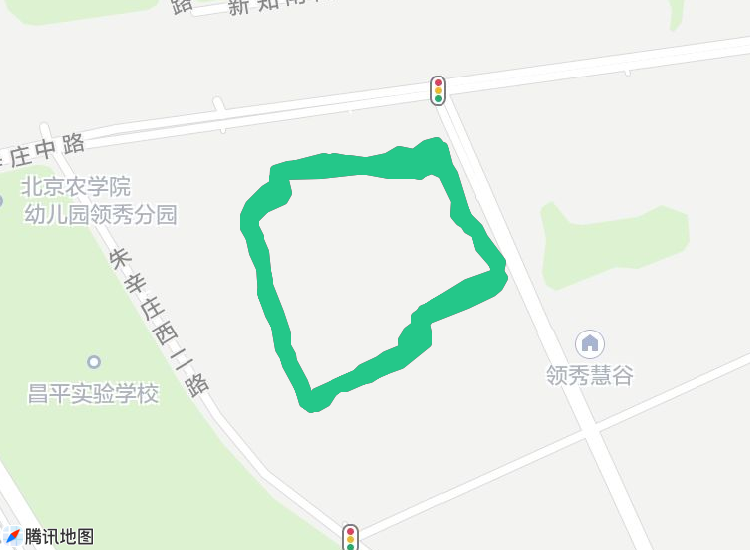 路
新知南
辛庄中路
北京农学院
幼儿园领秀分园
朱辛庄西二路
领秀慧谷
昌平实验学校
腾讯地图